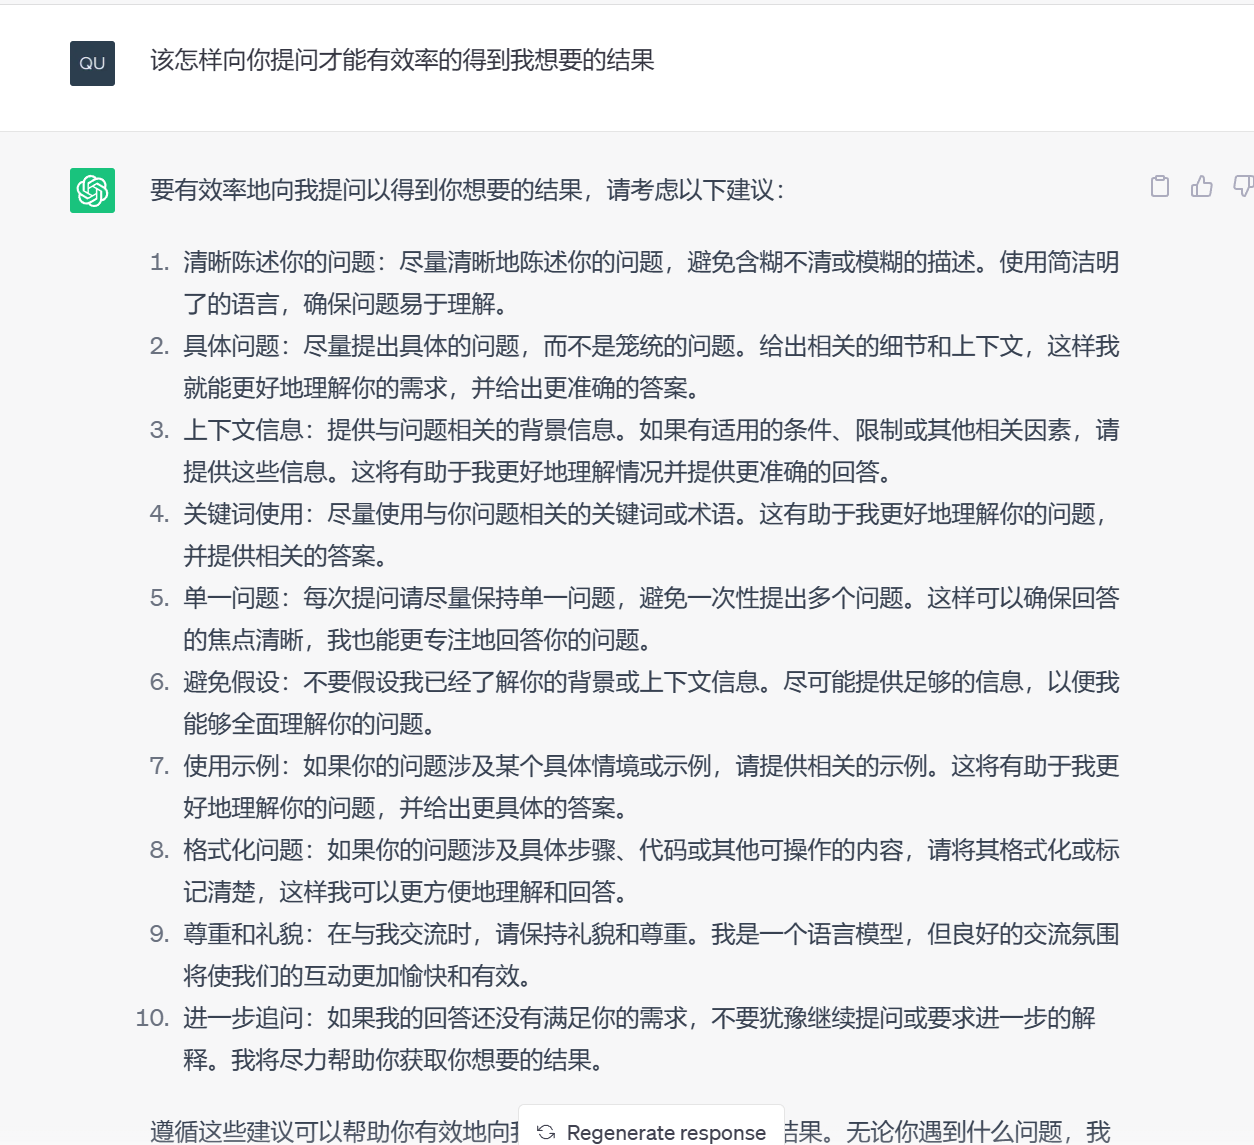 QU
该怎样向你提问才能有效率的得到我想要的结果
要有效率地向我提问以得到你想要的结果，请考虑以下建议：
1. 清晰陈述你的问题：尽量清晰地陈述你的问题，避免含糊不清或模糊的描述。使用简洁明
了的语言，确保问题易于理解。
2. 具体问题：尽量提出具体的问题，而不是笼统的问题。给出相关的细节和上下文，这样我
就能更好地理解你的需求，并给出更准确的答案。
3. 上下文信息：提供与问题相关的背景信息。如果有适用的条件、限制或其他相关因素，请
提供这些信息。这将有助于我更好地理解情况并提供更准确的回答。
4. 关键词使用：尽量使用与你问题相关的关键词或术语。这有助于我更好地理解你的问题，
并提供相关的答案。
5. 单一问题：每次提问请尽量保持单一问题，避免一次性提出多个问题。这样可以确保回答
的焦点清晰，我也能更专注地回答你的问题。
6. 避免假设：不要假设我已经了解你的背景或上下文信息。尽可能提供足够的信息，以便我
能够全面理解你的问题。
7. 使用示例：如果你的问题涉及某个具体情境或示例，请提供相关的示例。这将有助于我更
好地理解你的问题，并给出更具体的答案。
8. 格式化问题：如果你的问题涉及具体步骤、代码或其他可操作的内容，请将其格式化或标
记清楚，这样我可以更方便地理解和回答。
9. 尊重和礼貌：在与我交流时，请保持礼貌和尊重。我是一个语言模型，但良好的交流氛围
将使我们的互动更加愉快和有效。
10. 进一步追问：如果我的回答还没有满足你的需求，不要犹豫继续提问或要求进一步的解
释。我将尽力帮助你获取你想要的结果。
遵循这些建议可以帮助你有效地向 结果。无论你遇到什么问题，我
Regenerate response